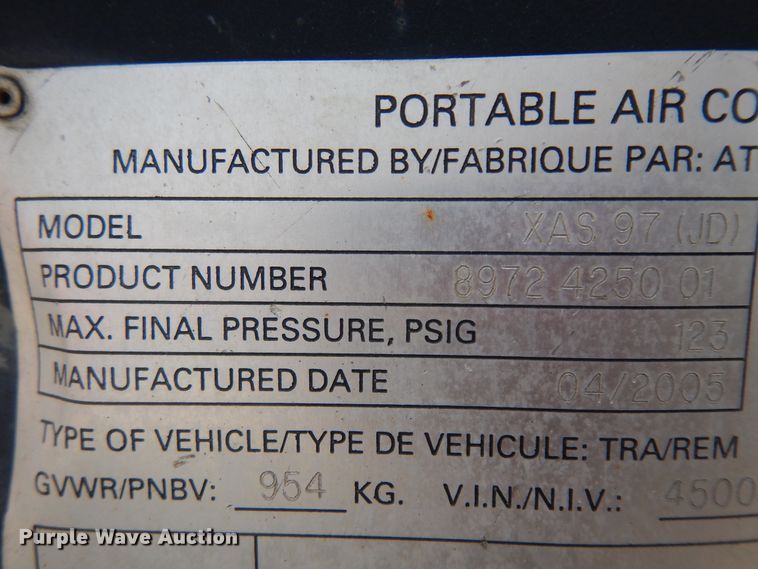 PORTABLE AIR CO
MANUFACTURED BY/FABRIQUE PAR: AT
MODEL XAS 97 (JD)
PRODUCT NUMBER 8972 4250 01
MAX. FINAL PRESSURE, PSIG 123
MANUFACTURED DATE 04/2005
TYPE OF VEHICLE/TYPE DE VEHICULE: TRA/REM
GVWR/PNBV: 954 KG. V.I.N./N.I.V.: 4500
Purple Wave Auction